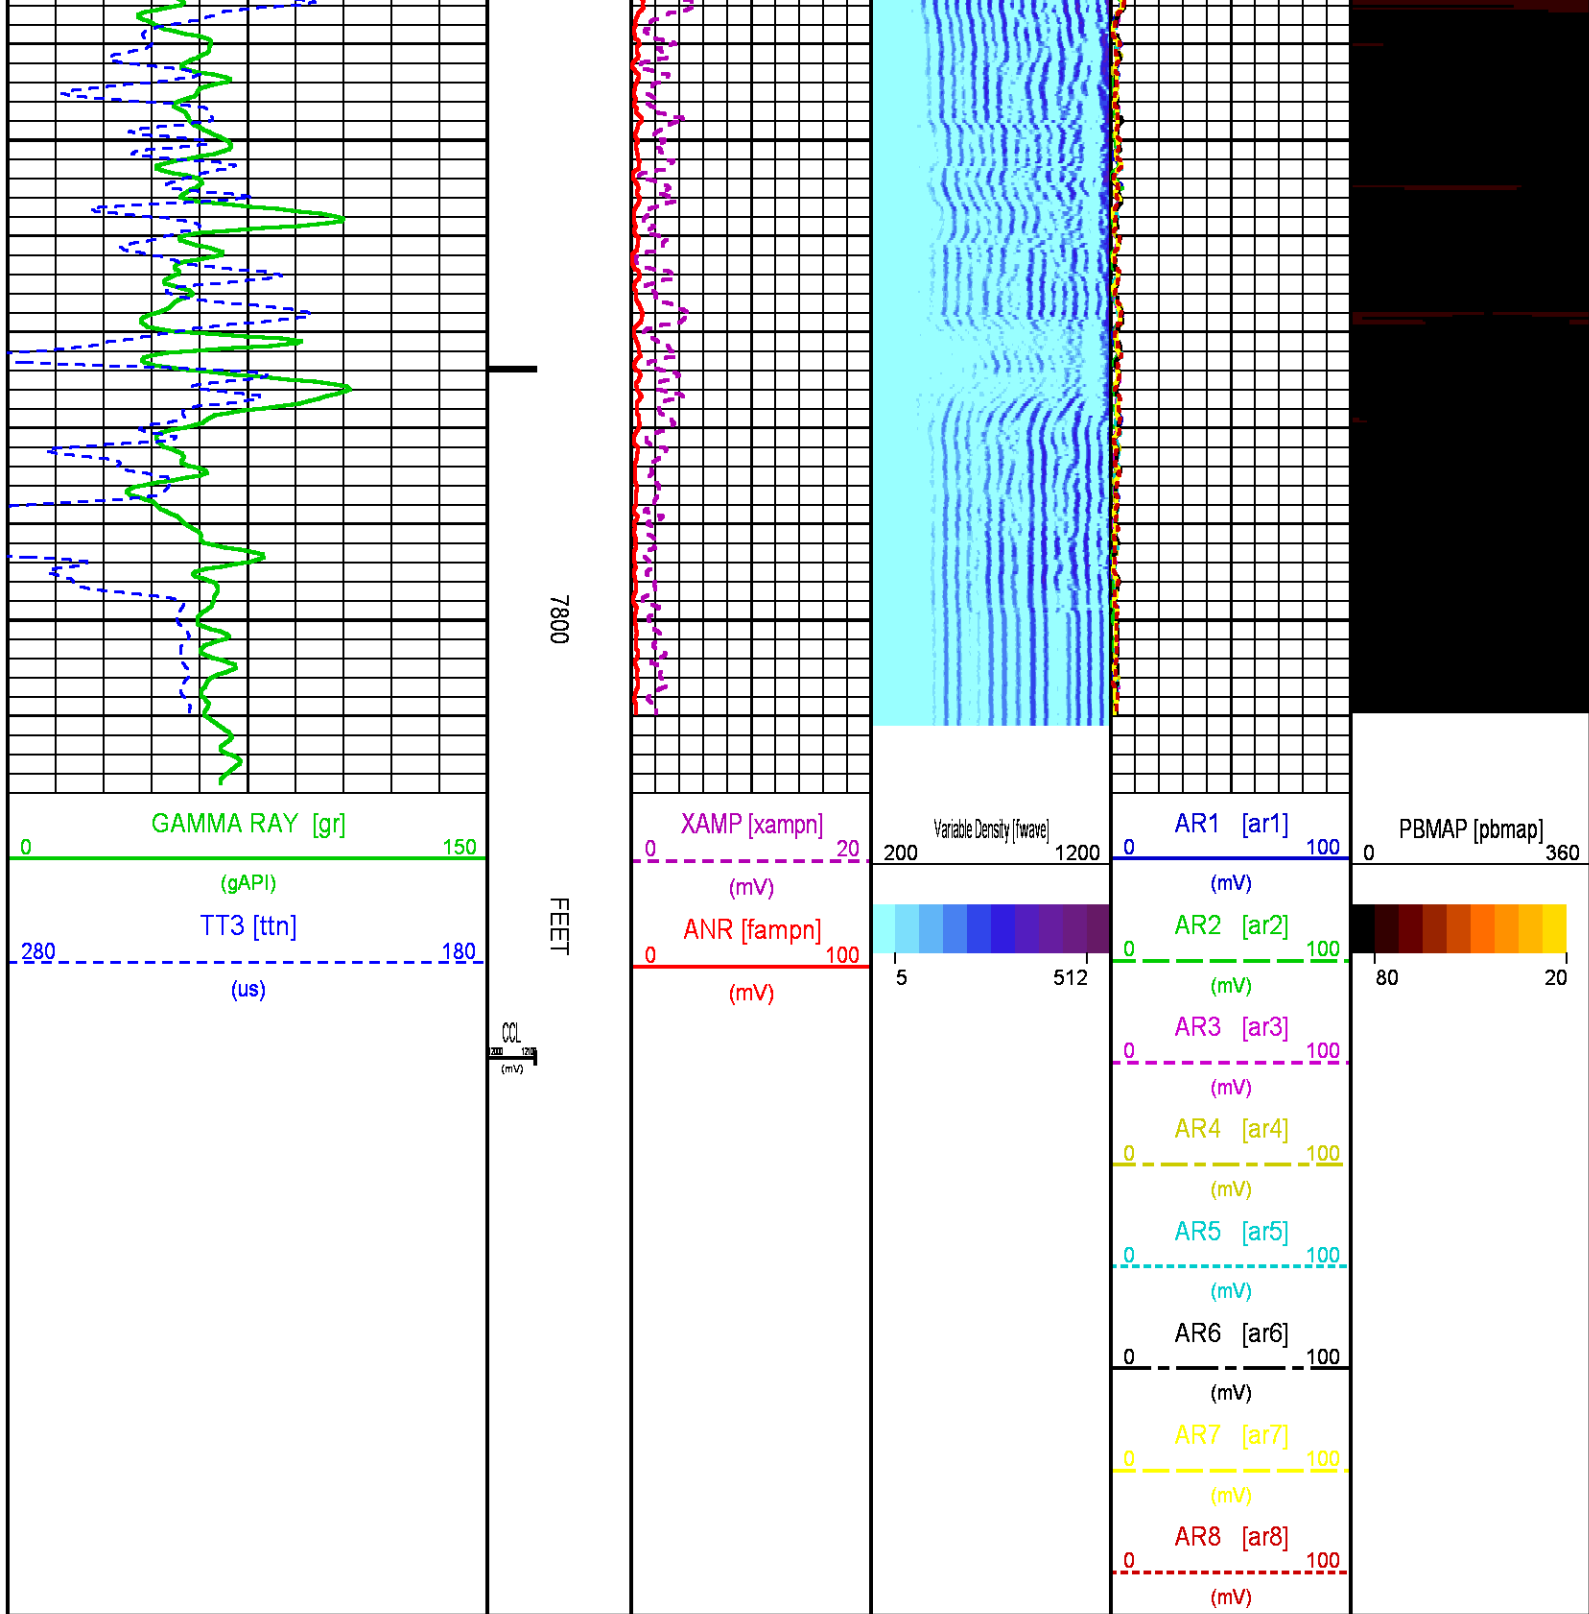 7800
FEET
GAMMA RAY [gr]
0 150
(gAPI)
TT3 [ttn]
280 180
(us)
CCL
(mV)
XAMP [xampn]
0 20
(mV)
ANR [fampn]
0 100
(mV)
Variable Density [fwave]
200 1200
5 512
AR1 [ar1]
0 100
(mV)
AR2 [ar2]
0 100
(mV)
AR3 [ar3]
0 100
(mV)
AR4 [ar4]
0 100
(mV)
AR5 [ar5]
0 100
(mV)
AR6 [ar6]
0 100
(mV)
AR7 [ar7]
0 100
(mV)
AR8 [ar8]
0 100
(mV)
PBMAP [pbmap]
0 360
80 20